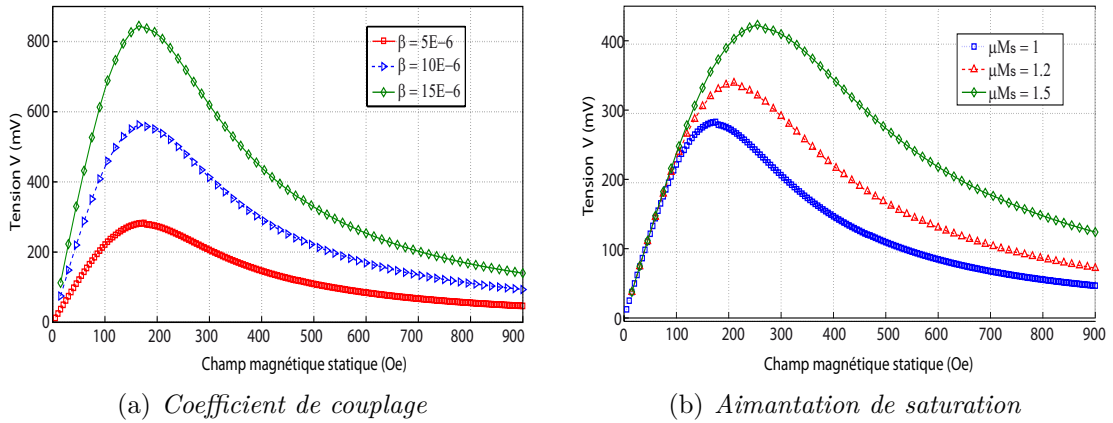 800
600
400
200
0
Tension V (mV)
β = 5E−6
β = 10E−6
β = 15E−6
0 100 200 300 400 500 600 700 800 900
Champ magnétique statique (Oe)
(a) Coefficient de couplage
400
300
200
100
0
Tension V (mV)
µMs = 1
µMs = 1.2
µMs = 1.5
0 100 200 300 400 500 600 700 800 900
Champ magnétique statique (Oe)
(b) Aimantation de saturation